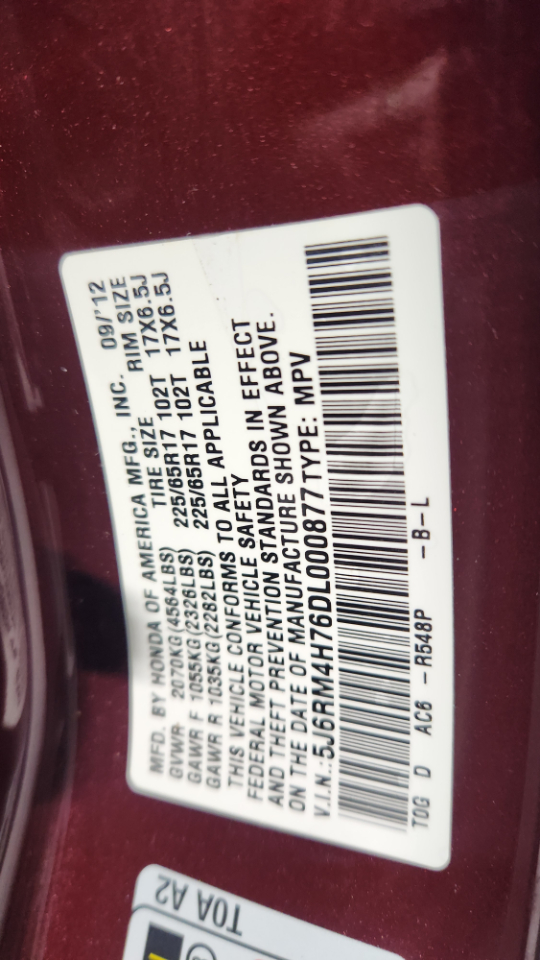 MFD. BY HONDA OF AMERICA MFG., INC. 09/'12
TIRE SIZE RIM SIZE
GVWR 2070KG(4564LBS)
GAWR F 1055KG(2326LBS) 225/65R17 102T 17X6.5J
GAWR R 1035KG(2282LBS) 225/65R17 102T 17X6.5J
THIS VEHICLE CONFORMS TO ALL APPLICABLE
FEDERAL MOTOR VEHICLE SAFETY
AND THEFT PREVENTION STANDARDS IN EFFECT
ON THE DATE OF MANUFACTURE SHOWN ABOVE.
V.I.N.:5J6RM4H76DL000877 TYPE: MPV
T0G D AC6 -R548P -B-L
T0A A2